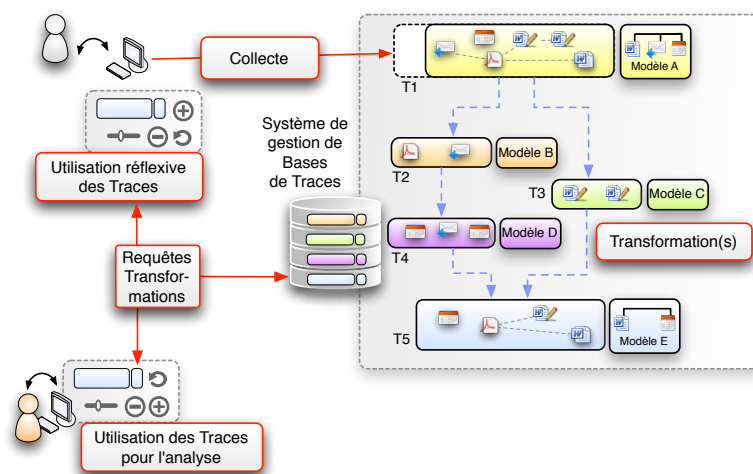 Collecte
T1
Modèle A
Utilisation réflexive
des Traces
Système de
gestion de
Bases
de Traces
T2
Modèle B
T3
Modèle C
Requêtes
Transfor-
mations
T4
Modèle D
Transformation(s)
T5
Modèle E
Utilisation des Traces
pour l'analyse